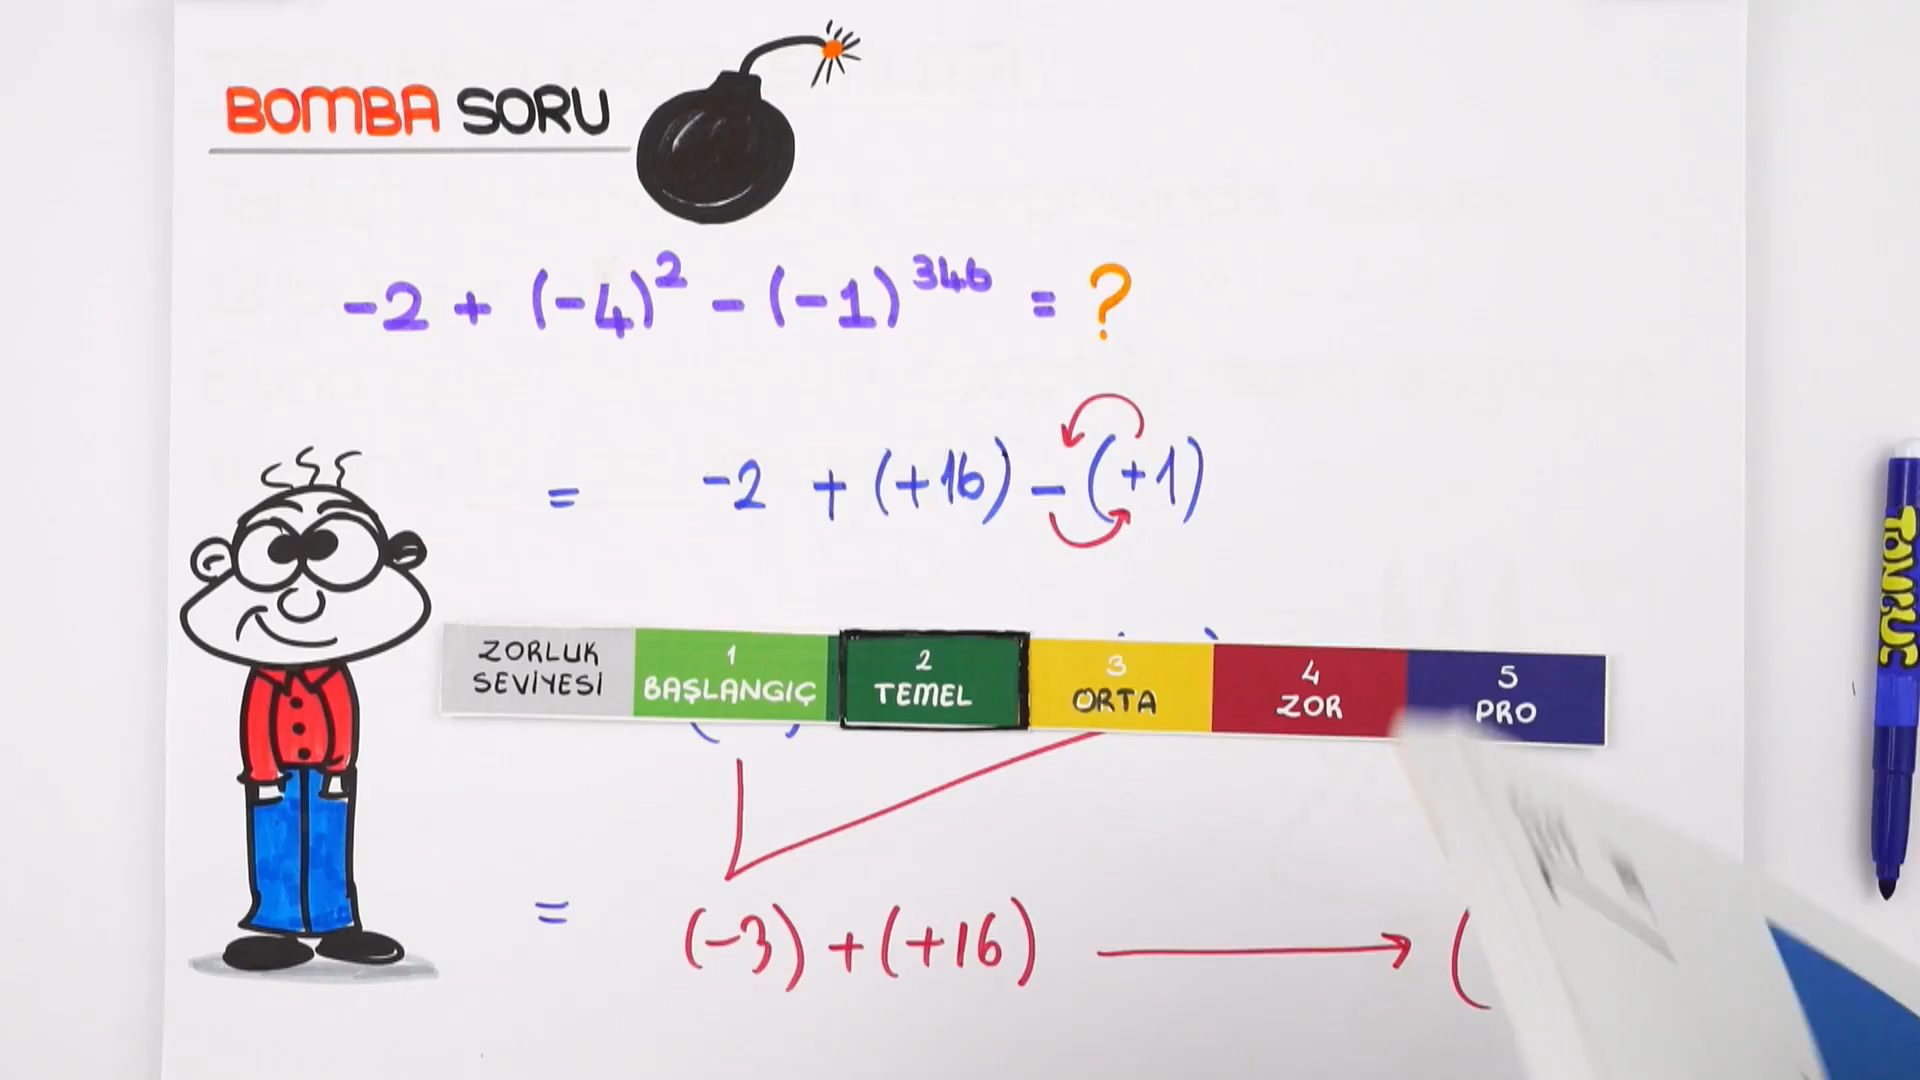 BOMBA SORU
-2 + (-4)² - (-1)³⁴⁶ = ?
= -2 + (+16) - (+1)
ZORLUK SEVİYESİ
1 BAŞLANGIÇ
2 TEMEL
3 ORTA
4 ZOR
5 PRO
= (-3) + (+16) → (